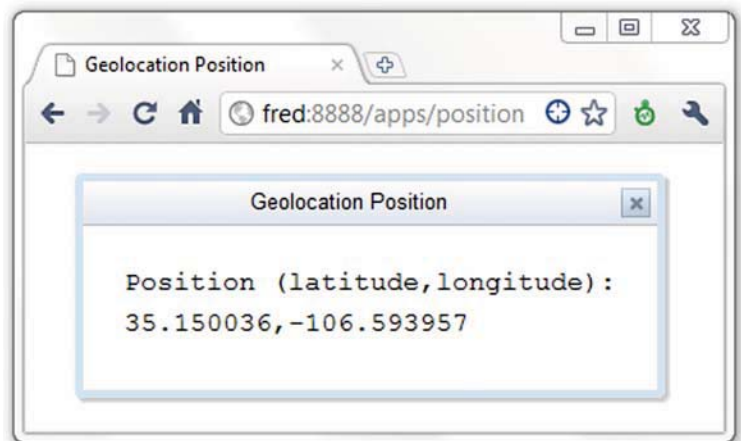 Geolocation Position
fred:8888/apps/position
Geolocation Position
Position (latitude,longitude):
35.150036,-106.593957